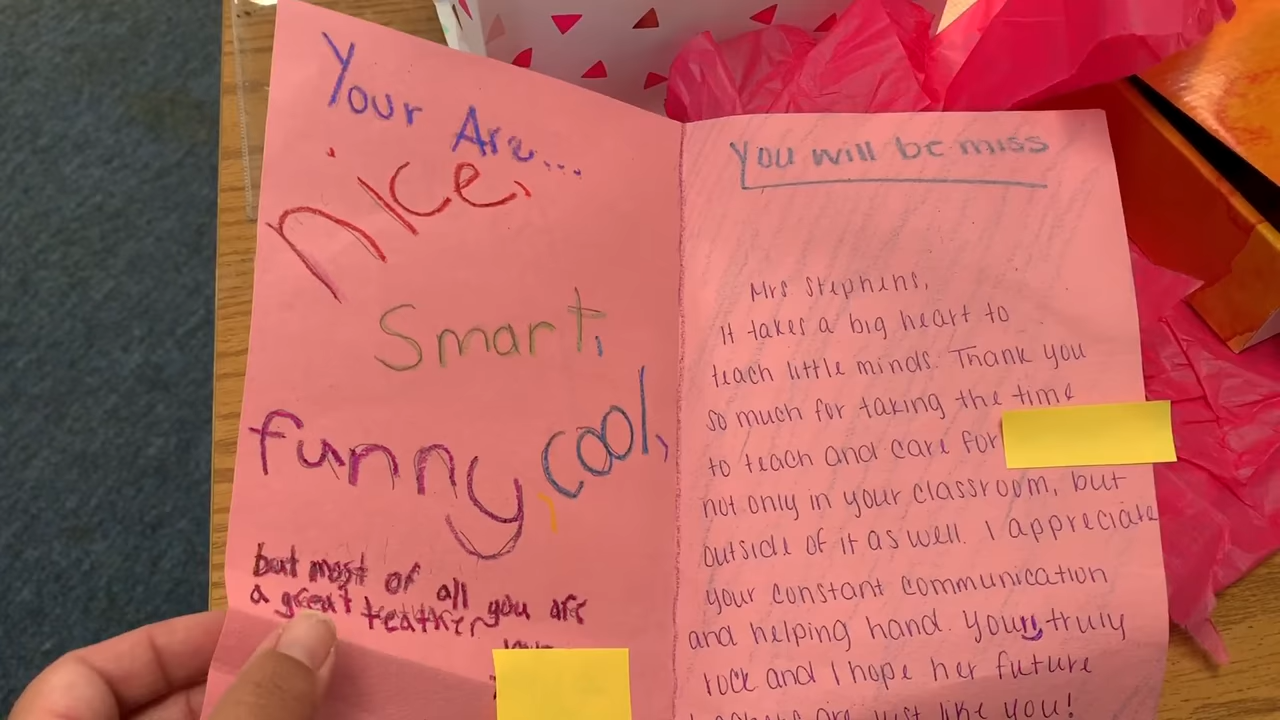 Your Are...
nice,
Smart,
funny, cool,
but most of all you are
a great teather
You will be miss
Mrs Stephens,
It takes a big heart to
teach little minds. Thank you
so much for taking the time
to teach and care for
not only in your classroom, but
outside of it as well. I appreciate
your constant communication
and helping hand. You truly
rock and I hope her future
are just like you!